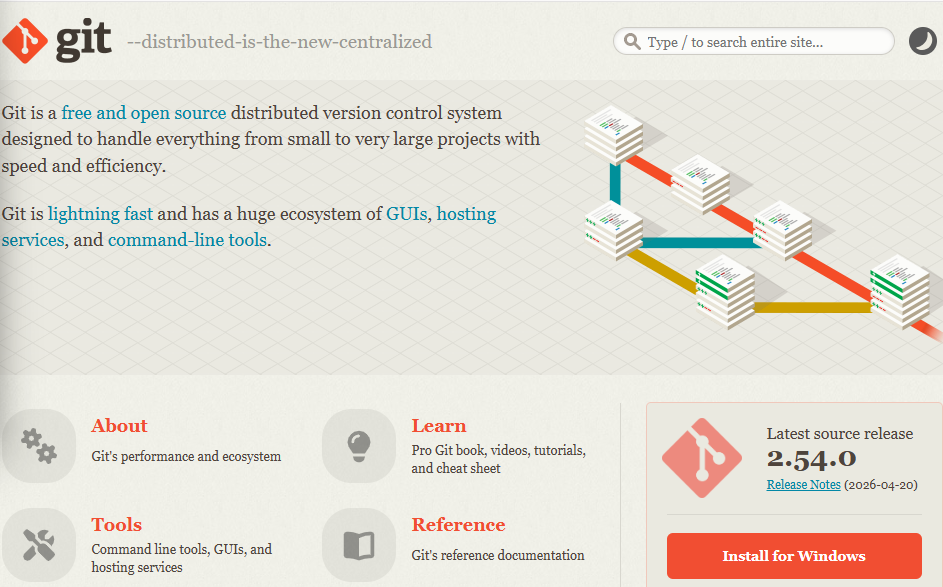 git --distributed-is-the-new-centralized
Type / to search entire site...
Git is a free and open source distributed version control system
designed to handle everything from small to very large projects with
speed and efficiency.
Git is lightning fast and has a huge ecosystem of GUIs, hosting
services, and command-line tools.
About
Git's performance and ecosystem
Learn
Pro Git book, videos, tutorials,
and cheat sheet
Tools
Command line tools, GUIs, and
hosting services
Reference
Git's reference documentation
Latest source release
2.54.0
Release Notes (2026-04-20)
Install for Windows